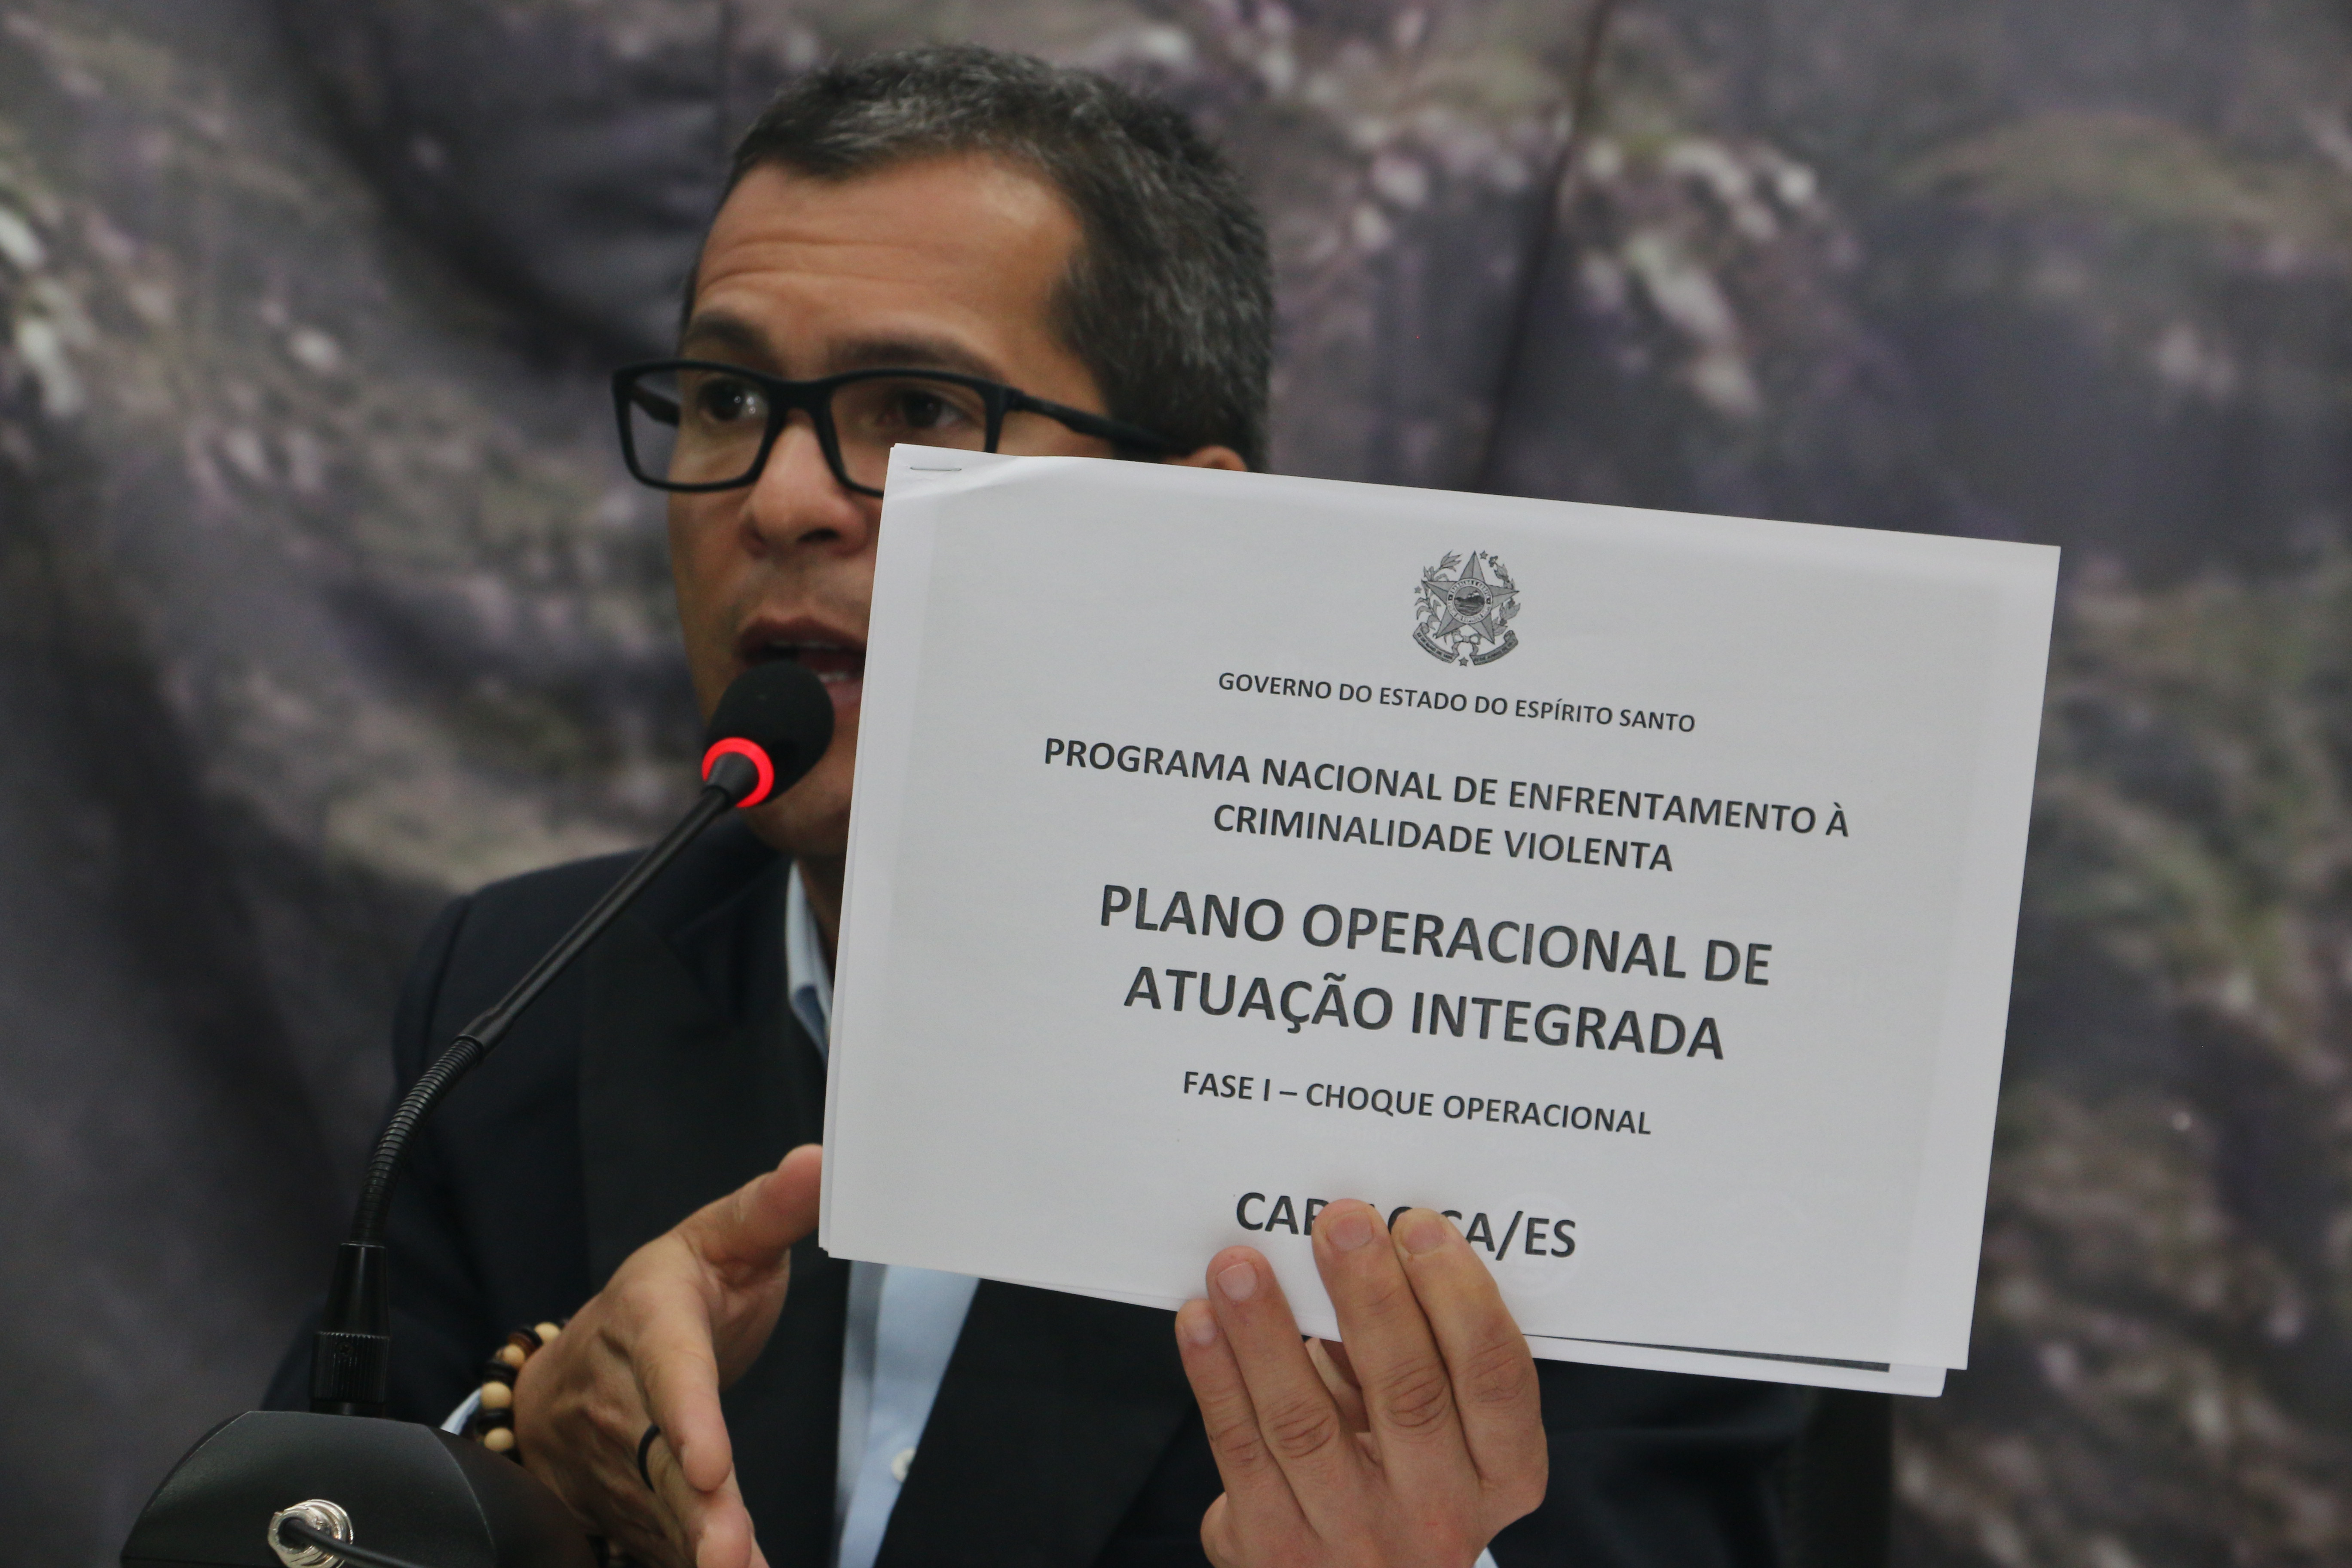 GOVERNO DO ESTADO DO ESPÍRITO SANTO
PROGRAMA NACIONAL DE ENFRENTAMENTO À
CRIMINALIDADE VIOLENTA
PLANO OPERACIONAL DE
ATUAÇÃO INTEGRADA
FASE I – CHOQUE OPERACIONAL
/ES